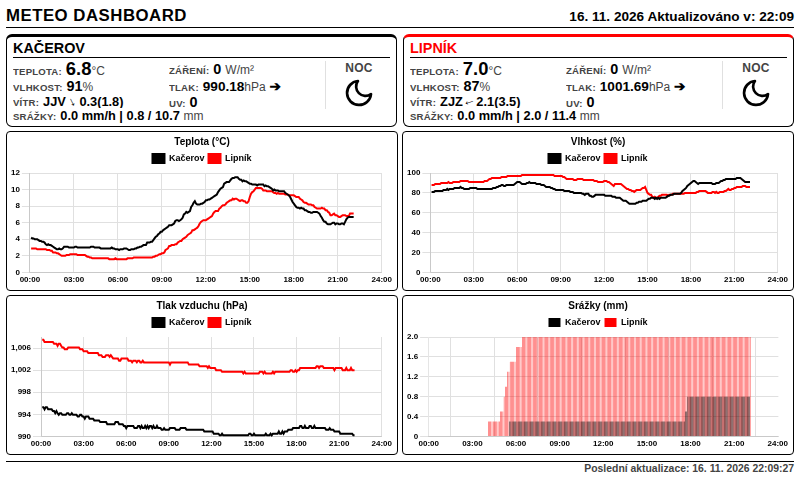 METEO DASHBOARD
16. 11. 2026 Aktualizováno v: 22:09
KAČEROV
TEPLOTA: 6.8°C
ZÁŘENÍ: 0 W/m²
VLHKOST: 91%
TLAK: 990.18hPa ➔
VÍTR: JJV ➔ 0.3(1.8)
UV: 0
SRÁŽKY: 0.0 mm/h | 0.8 / 10.7 mm
NOC
LIPNÍK
TEPLOTA: 7.0°C
ZÁŘENÍ: 0 W/m²
VLHKOST: 87%
TLAK: 1001.69hPa ➔
VÍTR: ZJZ ➔ 2.1(3.5)
UV: 0
SRÁŽKY: 0.0 mm/h | 2.0 / 11.4 mm
NOC
Teplota (°C)
Kačerov Lipník
12
10
8
6
4
2
0
00:00 03:00 06:00 09:00 12:00 15:00 18:00 21:00 24:00
Vlhkost (%)
Kačerov Lipník
100
80
60
40
20
0
00:00 03:00 06:00 09:00 12:00 15:00 18:00 21:00 24:00
Tlak vzduchu (hPa)
Kačerov Lipník
1,006
1,002
998
994
990
00:00 03:00 06:00 09:00 12:00 15:00 18:00 21:00 24:00
Srážky (mm)
Kačerov Lipník
2.0
1.6
1.2
0.8
0.4
0
00:00 03:00 06:00 09:00 12:00 15:00 18:00 21:00 24:00
Poslední aktualizace: 16. 11. 2026 22:09:27